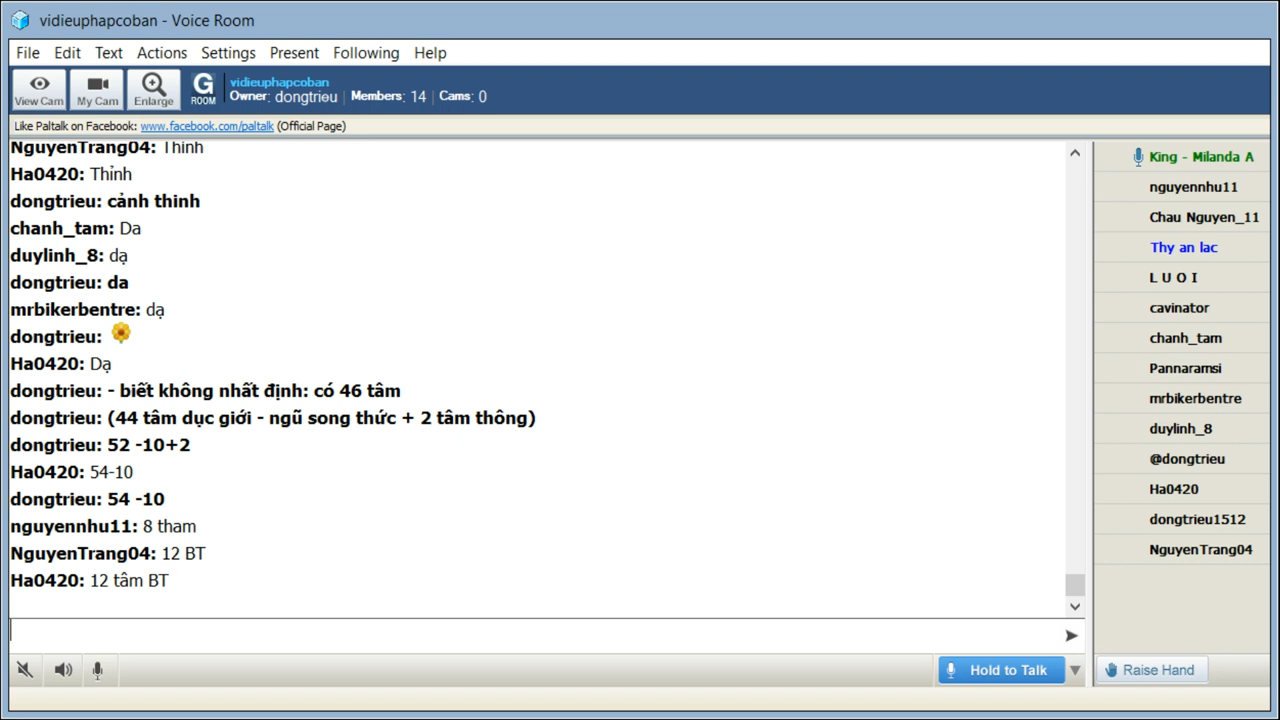 vidieuphapcoban - Voice Room
File Edit Text Actions Settings Present Following Help
View Cam
My Cam
Enlarge
G ROOM
vidieuphapcoban
Owner: dongtrieu | Members: 14 | Cams: 0
Like Paltalk on Facebook: www.facebook.com/paltalk (Official Page)
NguyenTrang04: Thinh
Ha0420: Thỉnh
dongtrieu: cảnh thinh
chanh_tam: Da
duylinh_8: dạ
dongtrieu: da
mrbikerbentre: dạ
dongtrieu:
Ha0420: Dạ
dongtrieu: - biết không nhất định: có 46 tâm
dongtrieu: (44 tâm dục giới - ngũ song thức + 2 tâm thông)
dongtrieu: 52 -10+2
Ha0420: 54-10
dongtrieu: 54 -10
nguyennhu11: 8 tham
NguyenTrang04: 12 BT
Ha0420: 12 tâm BT
King - Milanda A
nguyennhu11
Chau Nguyen_11
Thy an lac
L U O I
cavinator
chanh_tam
Pannaramsi
mrbikerbentre
duylinh_8
@dongtrieu
Ha0420
dongtrieu1512
NguyenTrang04
Hold to Talk
Raise Hand